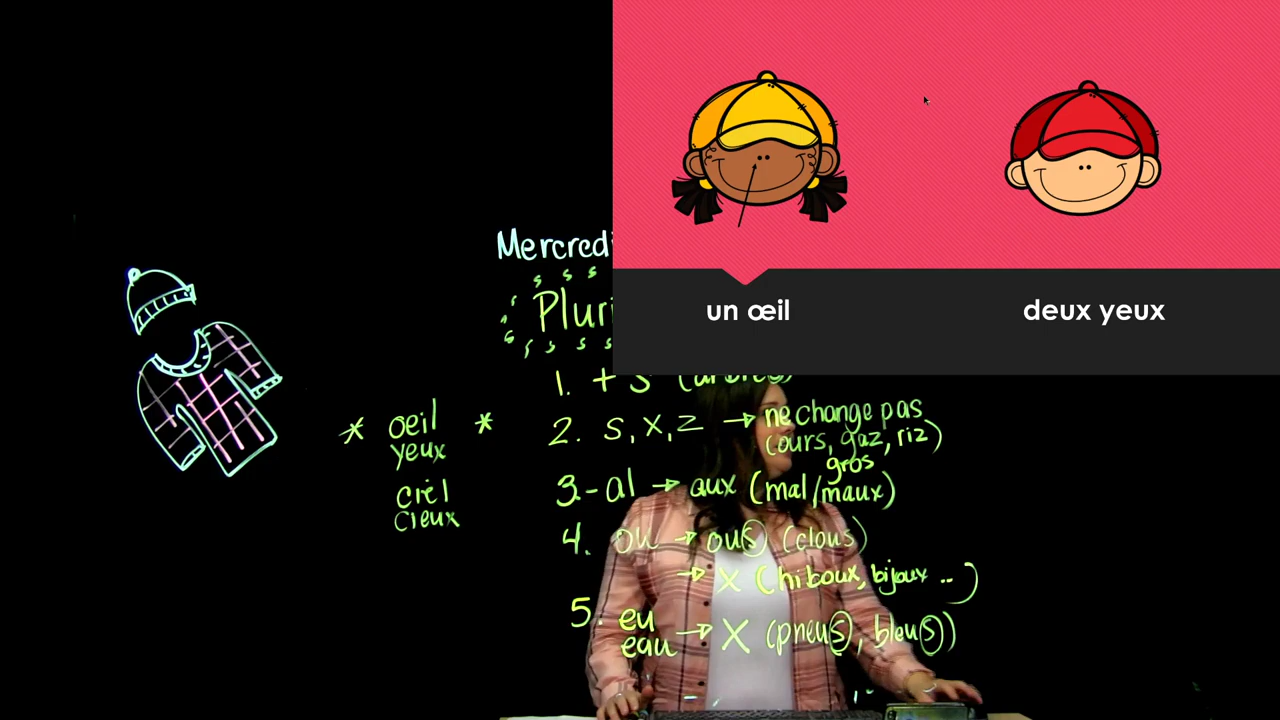 un œil
deux yeux
Mercredi
s s s
Pluri
s s s
1. + s (arbres)
* oeil *
yeux
ciel
cieux
2. s, x, z → ne change pas
(ours, gaz, riz)
gros
3. -al → aux (mal/maux)
4. ou → ous (clous)
→ x (hiboux, bijoux ..)
5. eu
eau → x (pneus, bleus)